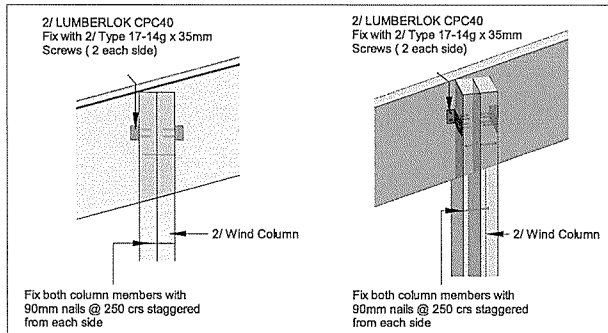 2/ LUMBERLOK CPC40
Fix with 2/ Type 17-14g x 35mm
Screws ( 2 each side)
2/ Wind Column
Fix both column members with
90mm nails @ 250 crs staggered
from each side
2/ LUMBERLOK CPC40
Fix with 2/ Type 17-14g x 35mm
Screws ( 2 each side)
2/ Wind Column
Fix both column members with
90mm nails @ 250 crs staggered
from each side